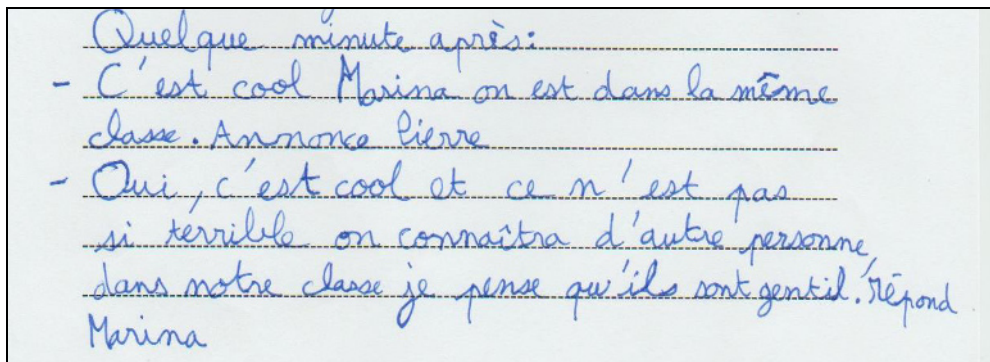 Quelque minute après:
- C'est cool Marina on est dans la même
classe. Annonce Pierre
- Oui, c'est cool et ce n'est pas
si térrible on connaîtra d'autre personne,
dans notre classe je pense qu'ils sont gentil. Répond
Marina